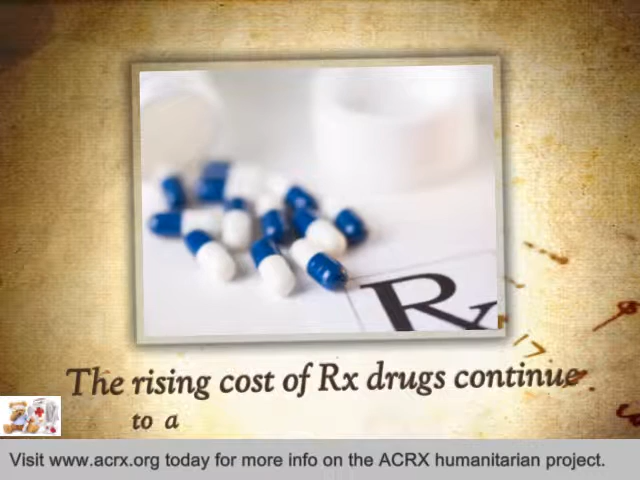 Rx
The rising cost of Rx drugs continue
to a
Visit www.acrx.org today for more info on the ACRX humanitarian project.